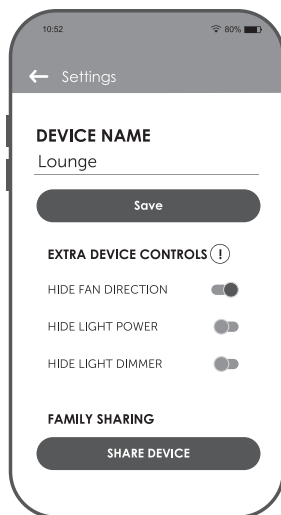 10:52 80%
← Settings
DEVICE NAME
Lounge
Save
EXTRA DEVICE CONTROLS !
HIDE FAN DIRECTION
HIDE LIGHT POWER
HIDE LIGHT DIMMER
FAMILY SHARING
SHARE DEVICE